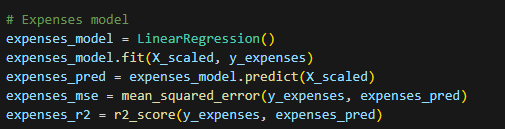 # Expenses model
expenses_model = LinearRegression()
expenses_model.fit(X_scaled, y_expenses)
expenses_pred = expenses_model.predict(X_scaled)
expenses_mse = mean_squared_error(y_expenses, expenses_pred)
expenses_r2 = r2_score(y_expenses, expenses_pred)